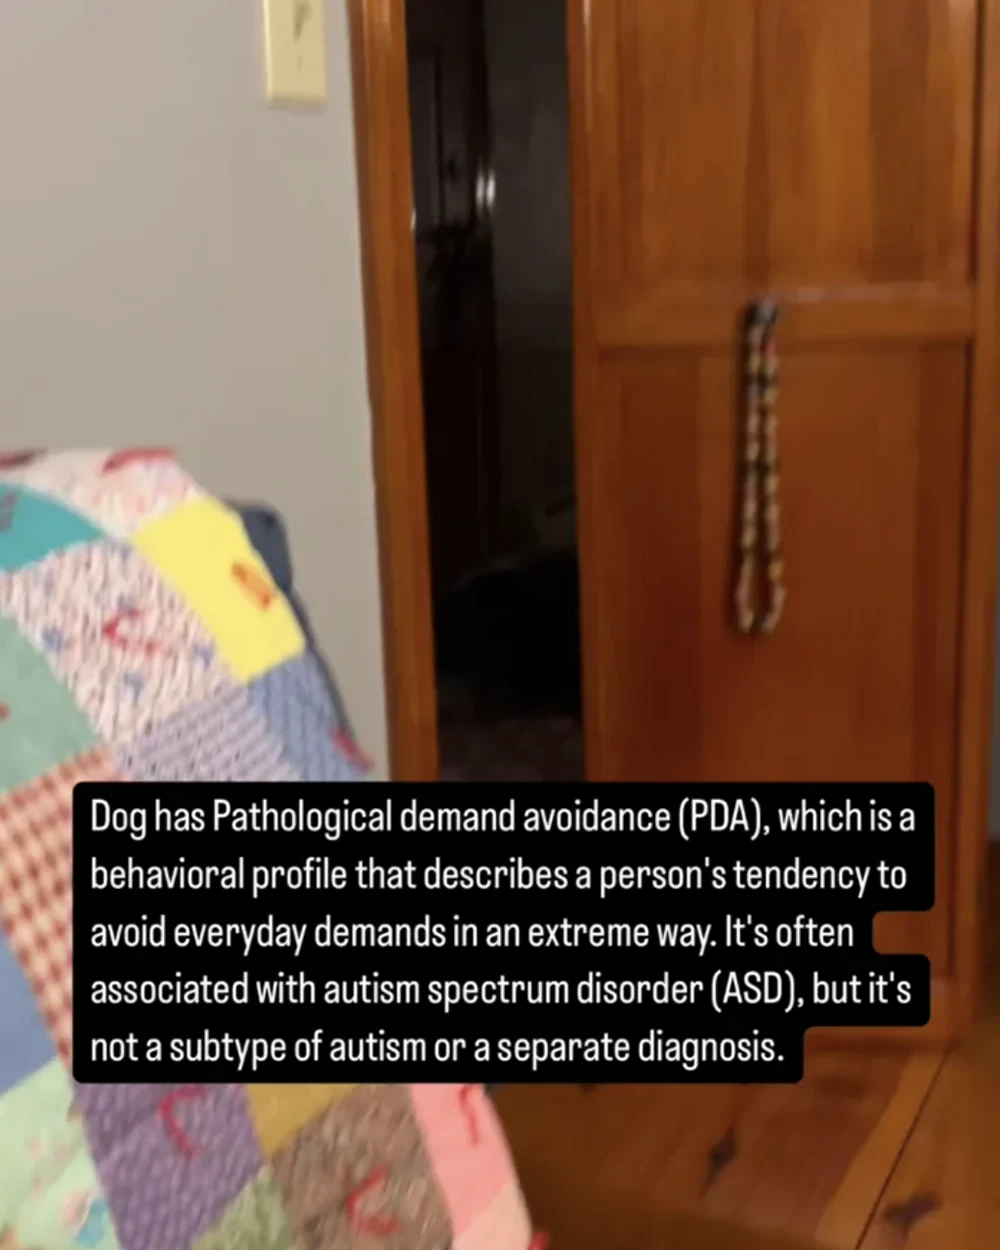 Dog has Pathological demand avoidance (PDA), which is a
behavioral profile that describes a person's tendency to
avoid everyday demands in an extreme way. It's often
associated with autism spectrum disorder (ASD), but it's
not a subtype of autism or a separate diagnosis.